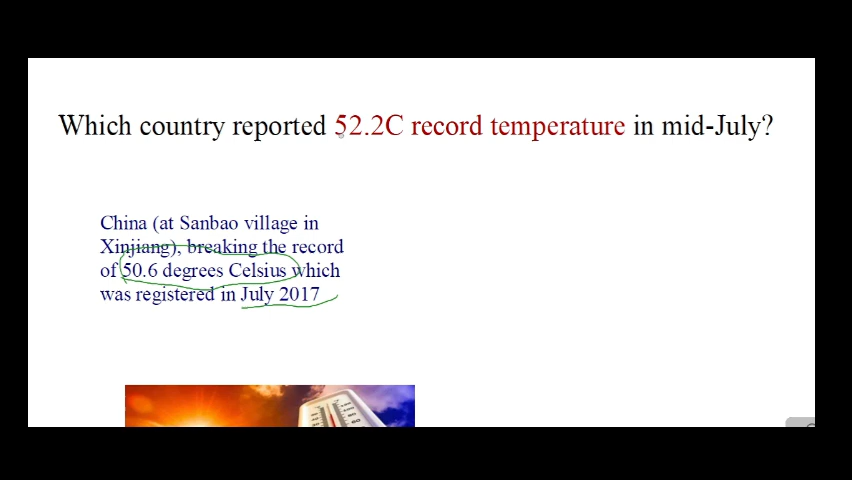 Which country reported 52.2C record temperature in mid-July?
China (at Sanbao village in
Xinjiang), breaking the record
of 50.6 degrees Celsius which
was registered in July 2017